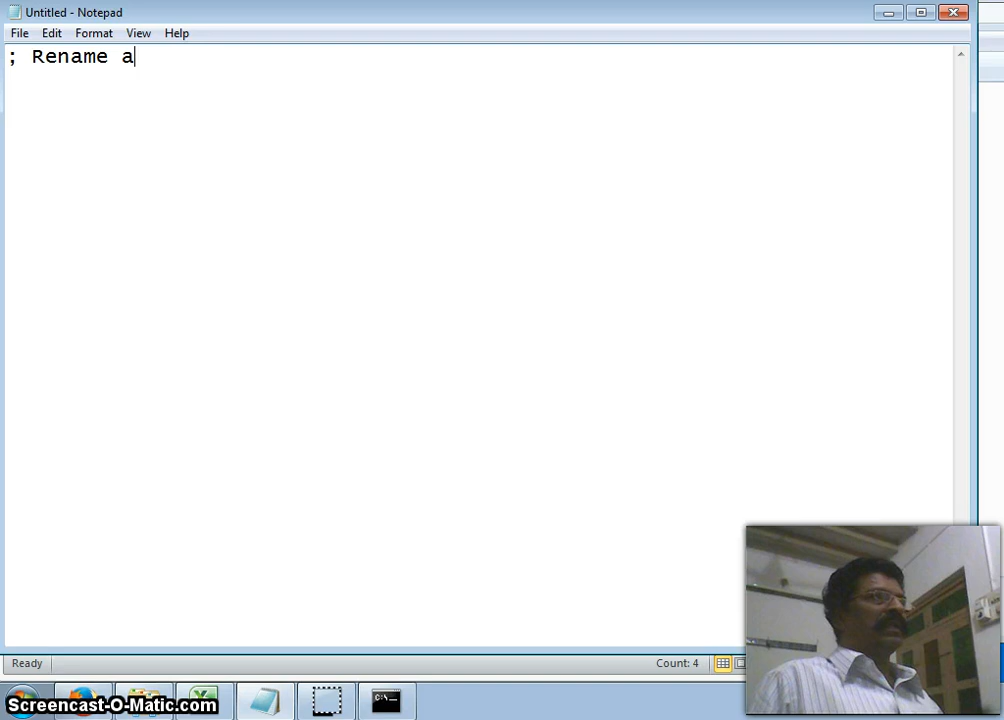 Untitled - Notepad
File Edit Format View Help
; Rename a
Ready
Count: 4
C:\_
Screencast-O-Matic.com